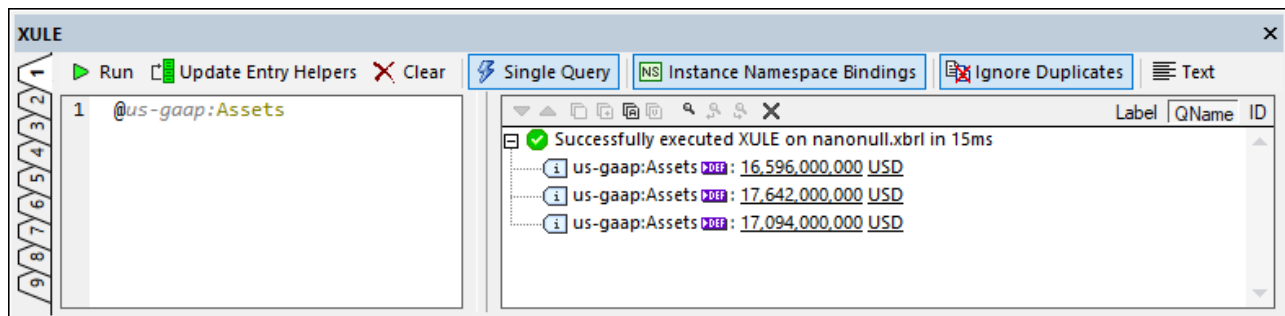 XULE
Run Update Entry Helpers Clear Single Query NS Instance Namespace Bindings Ignore Duplicates Text
1 2 3 4 5 6 7 8 9
1 @us-gaap:Assets
Label QName ID
Successfully executed XULE on nanonull.xbrl in 15ms
i us-gaap:Assets DEF : 16,596,000,000 USD
i us-gaap:Assets DEF : 17,642,000,000 USD
i us-gaap:Assets DEF : 17,094,000,000 USD